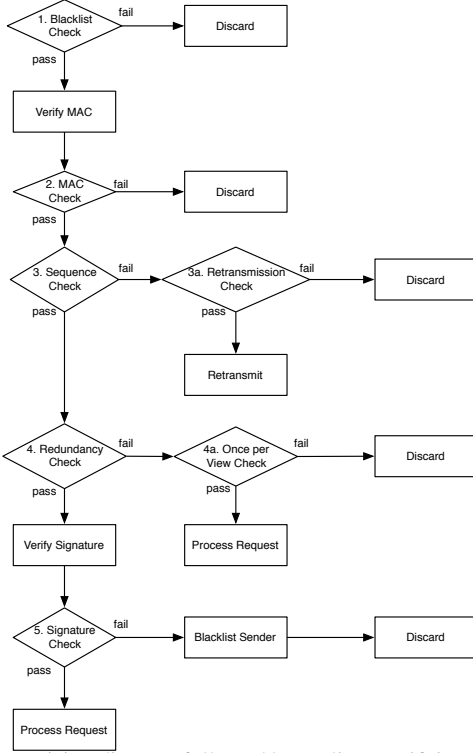 1. Blacklist
Check
fail
Discard
pass
Verify MAC
2. MAC
Check
fail
Discard
pass
3. Sequence
Check
fail
3a. Retransmission
Check
fail
Discard
pass
pass
Retransmit
4. Redundancy
Check
fail
4a. Once per
View Check
fail
Discard
pass
pass
Verify Signature
Process Request
5. Signature
Check
fail
Blacklist Sender
Discard
pass
Process Request